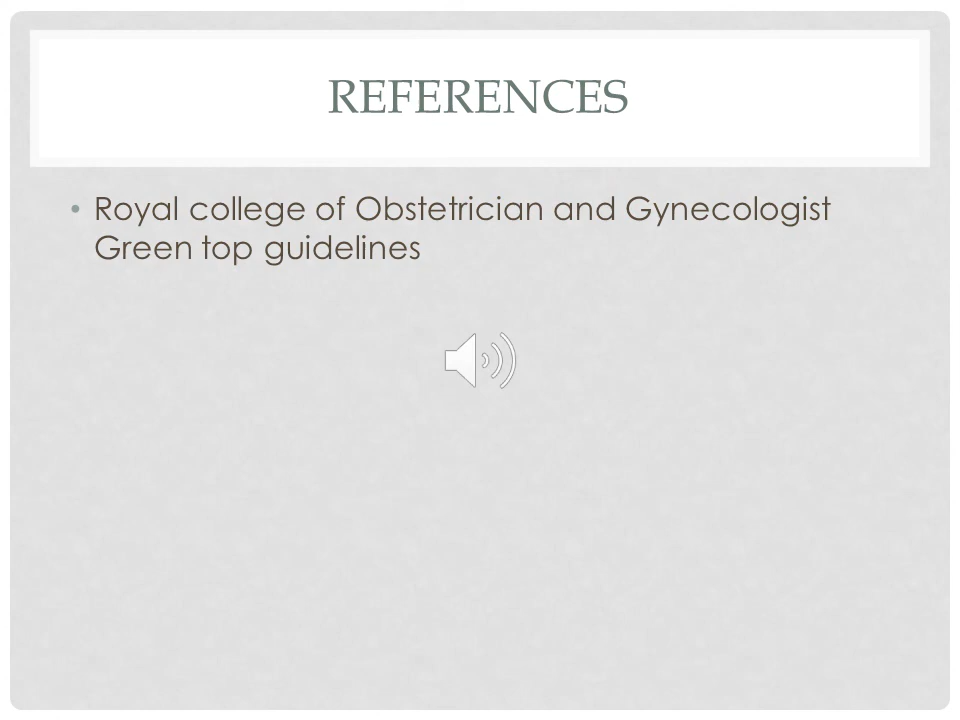 REFERENCES
• Royal college of Obstetrician and Gynecologist
Green top guidelines